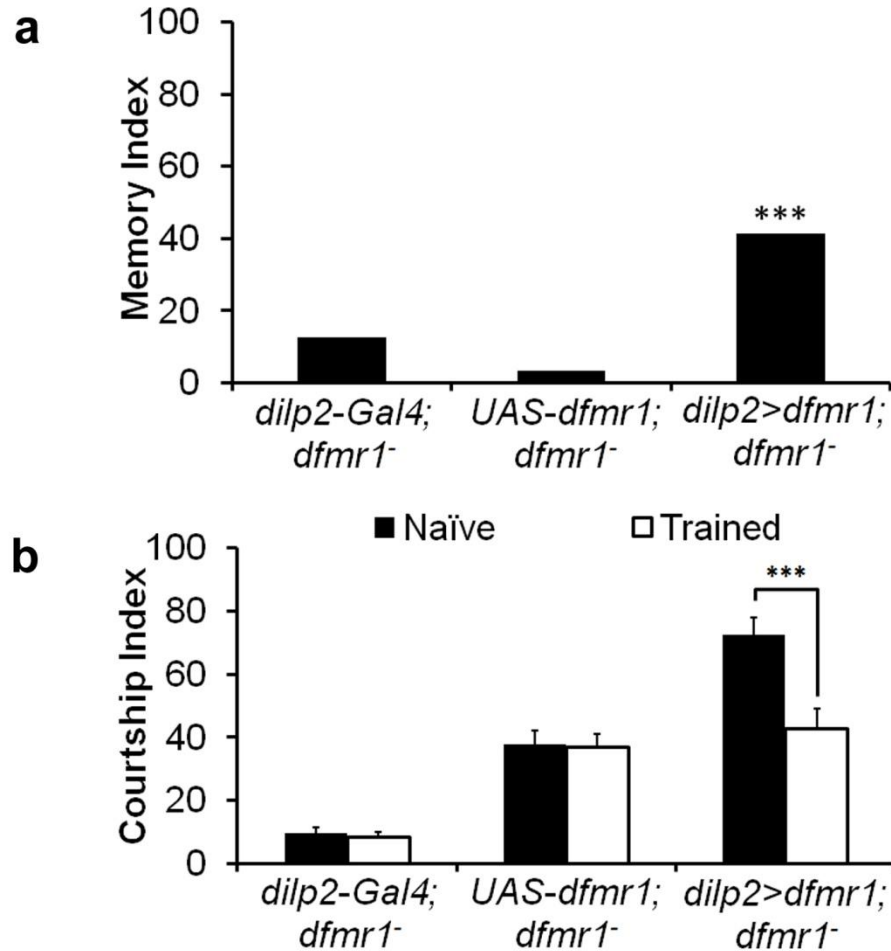 a
Memory Index
100
80
60
40
20
0
***
dilp2-Gal4; dfmr1-
UAS-dfmr1; dfmr1-
dilp2>dfmr1; dfmr1-
b
Naïve
Trained
Courtship Index
100
80
60
40
20
0
***
dilp2-Gal4; dfmr1-
UAS-dfmr1; dfmr1-
dilp2>dfmr1; dfmr1-